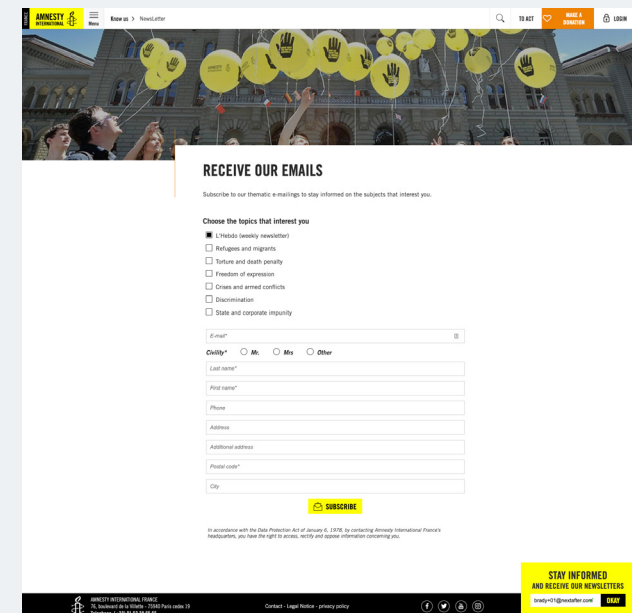 FRANCE
AMNESTY
INTERNATIONAL
Menu
Know us > NewsLetter
TO ACT
MAKE A
DONATION
LOGIN
RECEIVE OUR EMAILS
Subscribe to our thematic e-mailings to stay informed on the subjects that interest you.
Choose the topics that interest you
L'Hebdo (weekly newsletter)
Refugees and migrants
Torture and death penalty
Freedom of expression
Crises and armed conflicts
Discrimination
State and corporate impunity
E-mail*
Civility* Mr. Mrs Other
Last name*
First name*
Phone
Address
Additional address
Postal code*
City
SUBSCRIBE
In accordance with the Data Protection Act of January 6, 1978, by contacting Amnesty International France's
headquarters, you have the right to access, rectify and oppose information concerning you.
STAY INFORMED
AND RECEIVE OUR NEWSLETTERS
brady+01@nextafter.com
OKAY
AMNESTY INTERNATIONAL FRANCE
76, boulevard de la Villette - 75940 Paris cedex 19
Contact - Legal Notice - privacy policy